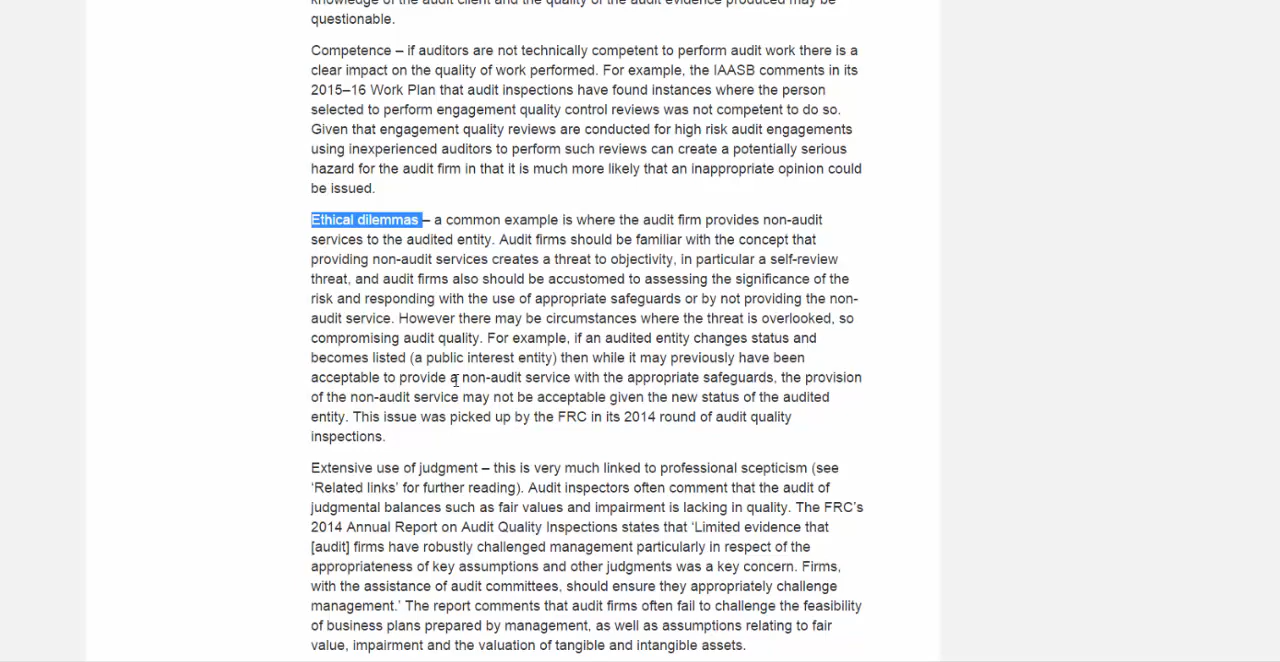 knowledge of the audit client and the quality of the audit evidence produced may be
questionable.
Competence – if auditors are not technically competent to perform audit work there is a
clear impact on the quality of work performed. For example, the IAASB comments in its
2015–16 Work Plan that audit inspections have found instances where the person
selected to perform engagement quality control reviews was not competent to do so.
Given that engagement quality reviews are conducted for high risk audit engagements
using inexperienced auditors to perform such reviews can create a potentially serious
hazard for the audit firm in that it is much more likely that an inappropriate opinion could
be issued.
Ethical dilemmas – a common example is where the audit firm provides non-audit
services to the audited entity. Audit firms should be familiar with the concept that
providing non-audit services creates a threat to objectivity, in particular a self-review
threat, and audit firms also should be accustomed to assessing the significance of the
risk and responding with the use of appropriate safeguards or by not providing the non-
audit service. However there may be circumstances where the threat is overlooked, so
compromising audit quality. For example, if an audited entity changes status and
becomes listed (a public interest entity) then while it may previously have been
acceptable to provide a non-audit service with the appropriate safeguards, the provision
of the non-audit service may not be acceptable given the new status of the audited
entity. This issue was picked up by the FRC in its 2014 round of audit quality
inspections.
Extensive use of judgment – this is very much linked to professional scepticism (see
‘Related links’ for further reading). Audit inspectors often comment that the audit of
judgmental balances such as fair values and impairment is lacking in quality. The FRC’s
2014 Annual Report on Audit Quality Inspections states that ‘Limited evidence that
[audit] firms have robustly challenged management particularly in respect of the
appropriateness of key assumptions and other judgments was a key concern. Firms,
with the assistance of audit committees, should ensure they appropriately challenge
management.’ The report comments that audit firms often fail to challenge the feasibility
of business plans prepared by management, as well as assumptions relating to fair
value, impairment and the valuation of tangible and intangible assets.